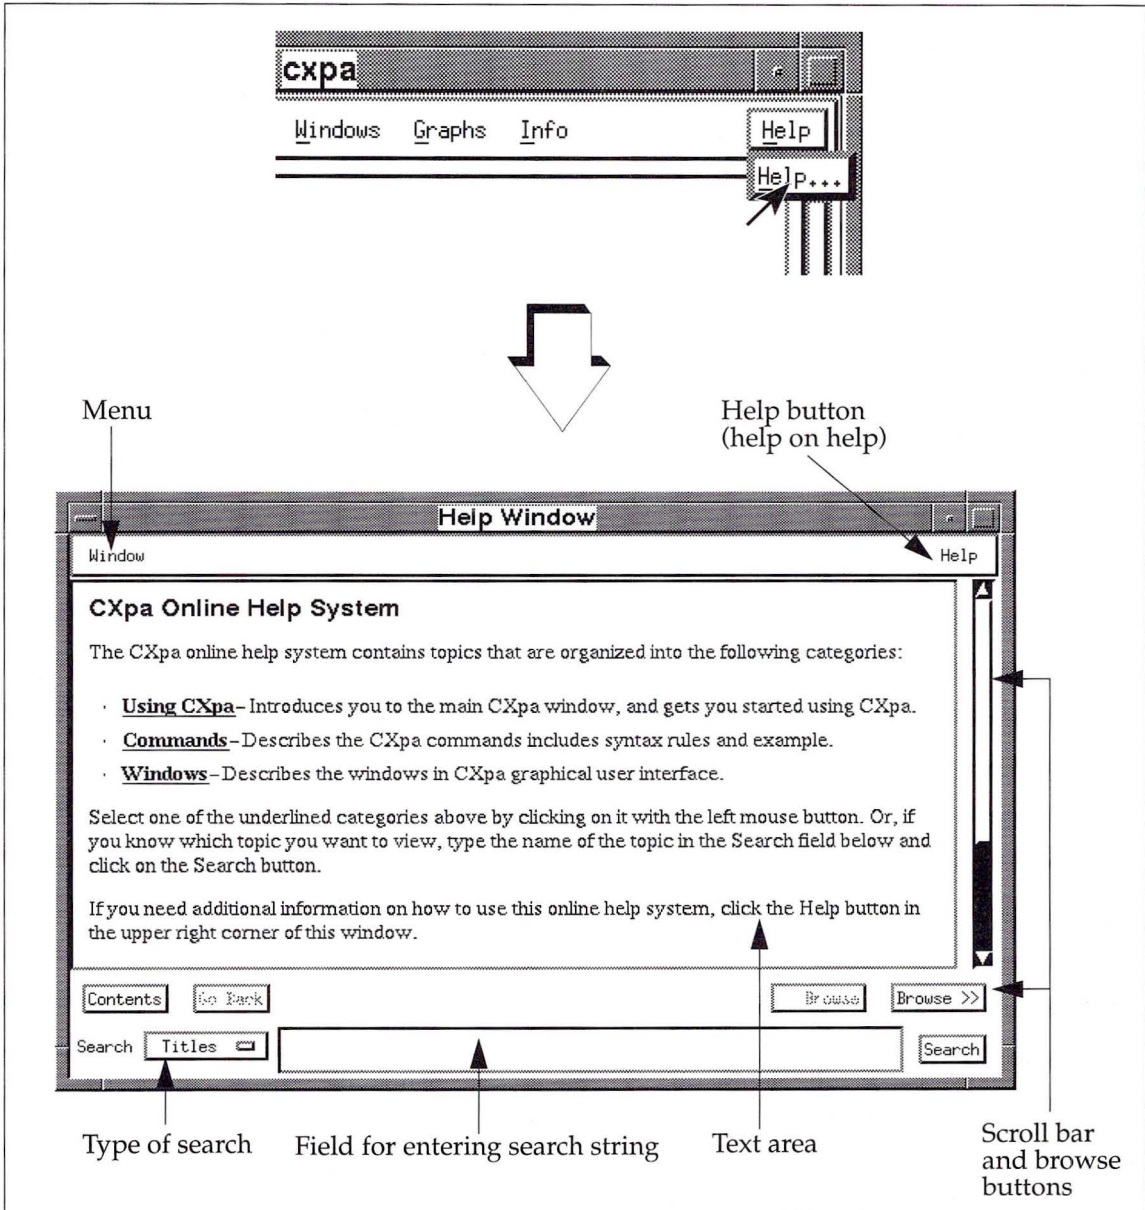 cxpa
Windows Graphs Info Help
Help...
Menu
Help button
(help on help)
Help Window
Window Help
CXpa Online Help System
The CXpa online help system contains topics that are organized into the following categories:
· Using CXpa–Introduces you to the main CXpa window, and gets you started using CXpa.
· Commands–Describes the CXpa commands includes syntax rules and example.
· Windows–Describes the windows in CXpa graphical user interface.
Select one of the underlined categories above by clicking on it with the left mouse button. Or, if
you know which topic you want to view, type the name of the topic in the Search field below and
click on the Search button.
If you need additional information on how to use this online help system, click the Help button in
the upper right corner of this window.
Contents Go Back Browse Browse >>
Search Titles Search
Type of search Field for entering search string Text area
Scroll bar
and browse
buttons